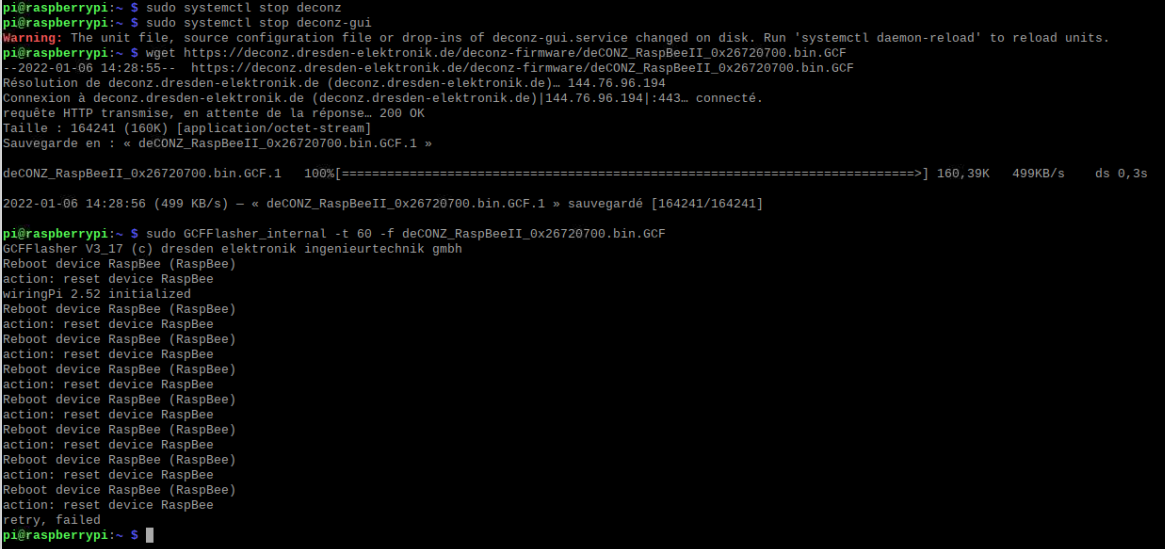 pi@raspberrypi:~ $ sudo systemctl stop deconz
pi@raspberrypi:~ $ sudo systemctl stop deconz-gui
Warning: The unit file, source configuration file or drop-ins of deconz-gui.service changed on disk. Run 'systemctl daemon-reload' to reload units.
pi@raspberrypi:~ $ wget https://deconz.dresden-elektronik.de/deconz-firmware/deCONZ_RaspBeeII_0x26720700.bin.GCF
--2022-01-06 14:28:55--  https://deconz.dresden-elektronik.de/deconz-firmware/deCONZ_RaspBeeII_0x26720700.bin.GCF
Résolution de deconz.dresden-elektronik.de (deconz.dresden-elektronik.de)… 144.76.96.194
Connexion à deconz.dresden-elektronik.de (deconz.dresden-elektronik.de)|144.76.96.194|:443… connecté.
requête HTTP transmise, en attente de la réponse… 200 OK
Taille : 164241 (160K) [application/octet-stream]
Sauvegarde en : « deCONZ_RaspBeeII_0x26720700.bin.GCF.1 »
deCONZ_RaspBeeII_0x26720700.bin.GCF.1   100%[============================================================================>] 160,39K   499KB/s    ds 0,3s
2022-01-06 14:28:56 (499 KB/s) — « deCONZ_RaspBeeII_0x26720700.bin.GCF.1 » sauvegardé [164241/164241]
pi@raspberrypi:~ $ sudo GCFFlasher_internal -t 60 -f deCONZ_RaspBeeII_0x26720700.bin.GCF
GCFFlasher V3_17 (c) dresden elektronik ingenieurtechnik gmbh
Reboot device RaspBee (RaspBee)
action: reset device RaspBee
wiringPi 2.52 initialized
Reboot device RaspBee (RaspBee)
action: reset device RaspBee
Reboot device RaspBee (RaspBee)
action: reset device RaspBee
Reboot device RaspBee (RaspBee)
action: reset device RaspBee
Reboot device RaspBee (RaspBee)
action: reset device RaspBee
Reboot device RaspBee (RaspBee)
action: reset device RaspBee
Reboot device RaspBee (RaspBee)
action: reset device RaspBee
Reboot device RaspBee (RaspBee)
action: reset device RaspBee
retry, failed
pi@raspberrypi:~ $